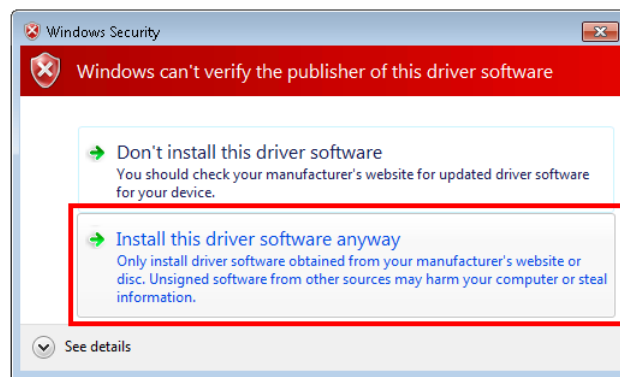 Windows Security
Windows can't verify the publisher of this driver software
Don't install this driver software
You should check your manufacturer's website for updated driver software
for your device.
Install this driver software anyway
Only install driver software obtained from your manufacturer's website or
disc. Unsigned software from other sources may harm your computer or steal
information.
See details